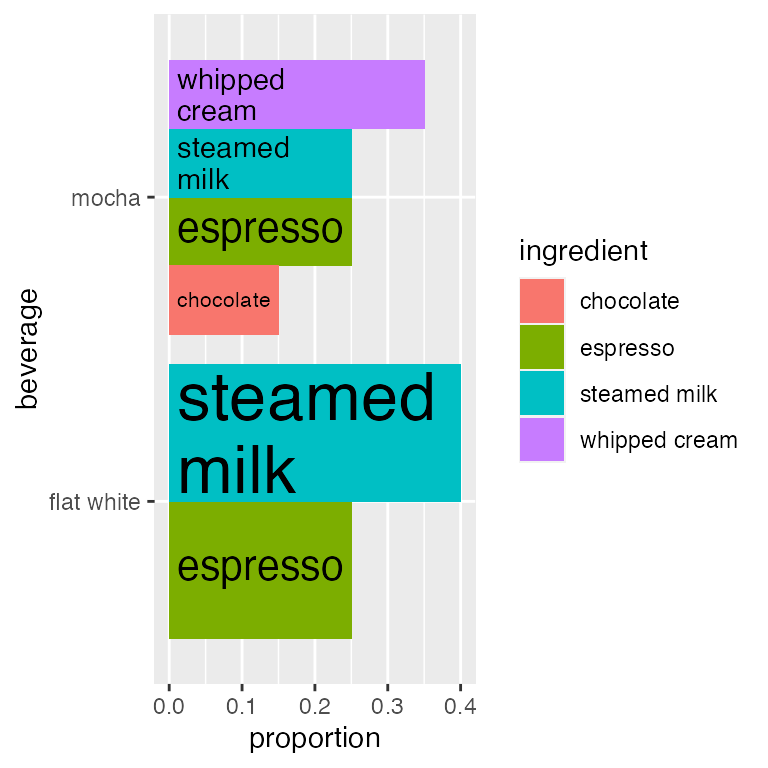 whipped
cream
steamed
milk
espresso
chocolate
mocha
steamed
milk
espresso
flat white
beverage
0.0 0.1 0.2 0.3 0.4
proportion
ingredient
chocolate
espresso
steamed milk
whipped cream